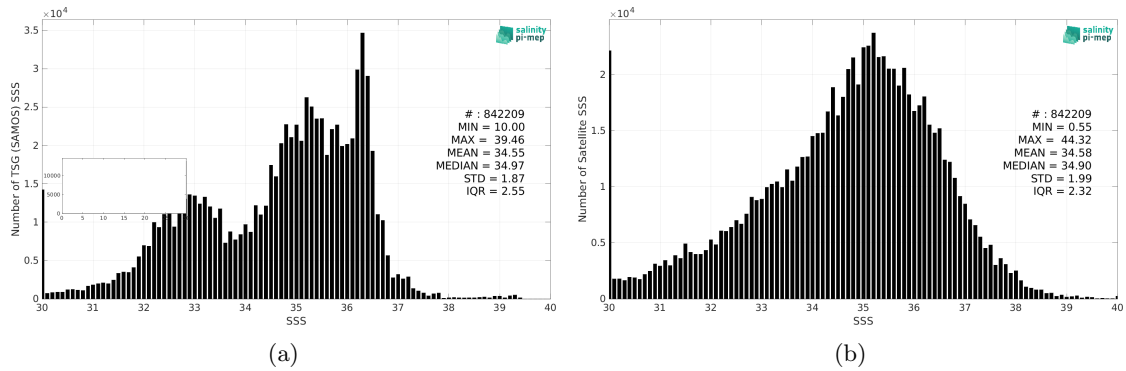 ×10⁴
3.5
3
2.5
2
1.5
1
0.5
0
Number of TSG (SAMOS) SSS
salinity
pi-mep
# : 842209
MIN = 10.00
MAX = 39.46
MEAN = 34.55
MEDIAN = 34.97
STD = 1.87
IQR = 2.55
10000
5000
0
0 5 10 15 20
30 31 32 33 34 35 36 37 38 39 40
SSS
(a)
×10⁴
2
1.5
1
0.5
0
Number of Satellite SSS
salinity
pi-mep
# : 842209
MIN = 0.55
MAX = 44.32
MEAN = 34.58
MEDIAN = 34.90
STD = 1.99
IQR = 2.32
30 31 32 33 34 35 36 37 38 39 40
SSS
(b)